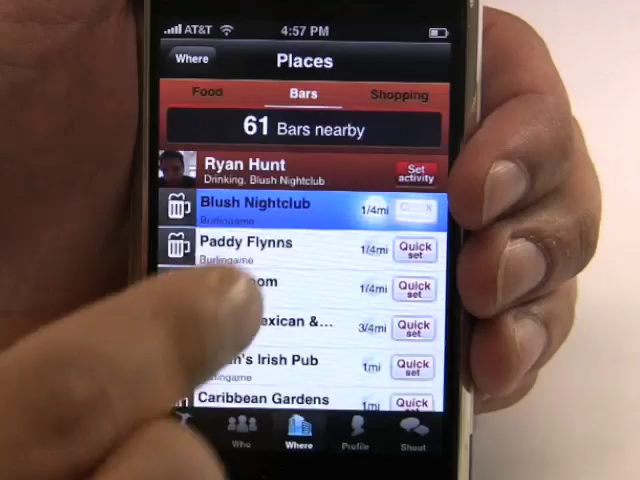 AT&T 4:57 PM
Where Places
Food Bars Shopping
61 Bars nearby
Ryan Hunt
Drinking, Blush Nightclub
Set activity
Blush Nightclub 1/4mi
Burlingame
Paddy Flynns 1/4mi Quick set
Burlingame
1/4mi Quick set
3/4mi Quick set
Irish Pub 1mi Quick set
Burlingame
Caribbean Gardens 1mi Quick set
Who Where Profile Shout